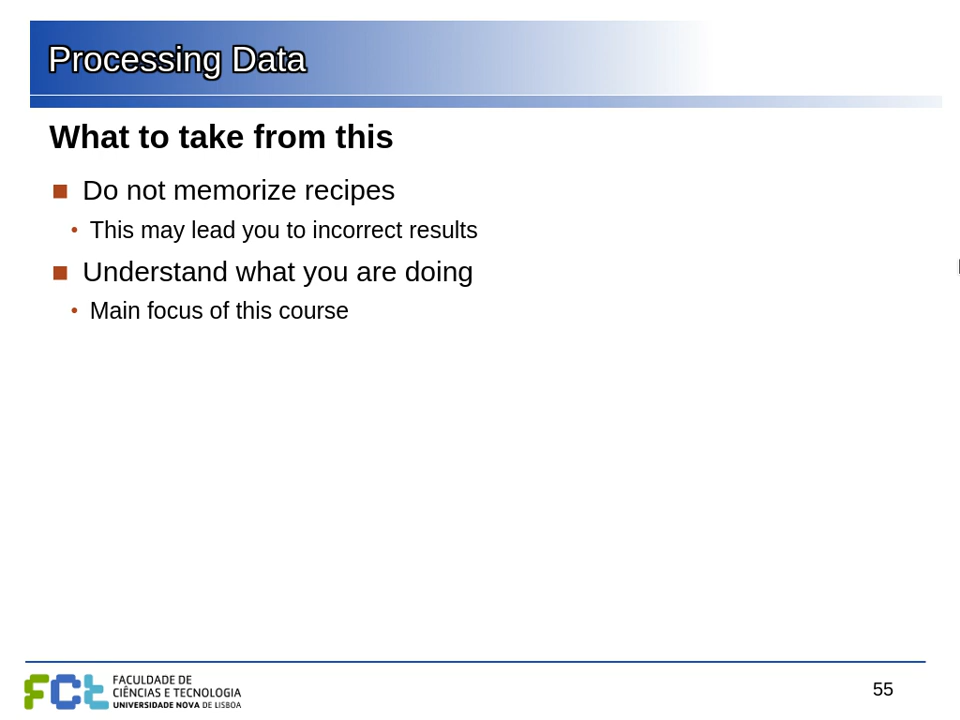 Processing Data
What to take from this
Do not memorize recipes
• This may lead you to incorrect results
Understand what you are doing
• Main focus of this course
FCT
FACULDADE DE
CIÊNCIAS E TECNOLOGIA
UNIVERSIDADE NOVA DE LISBOA
55